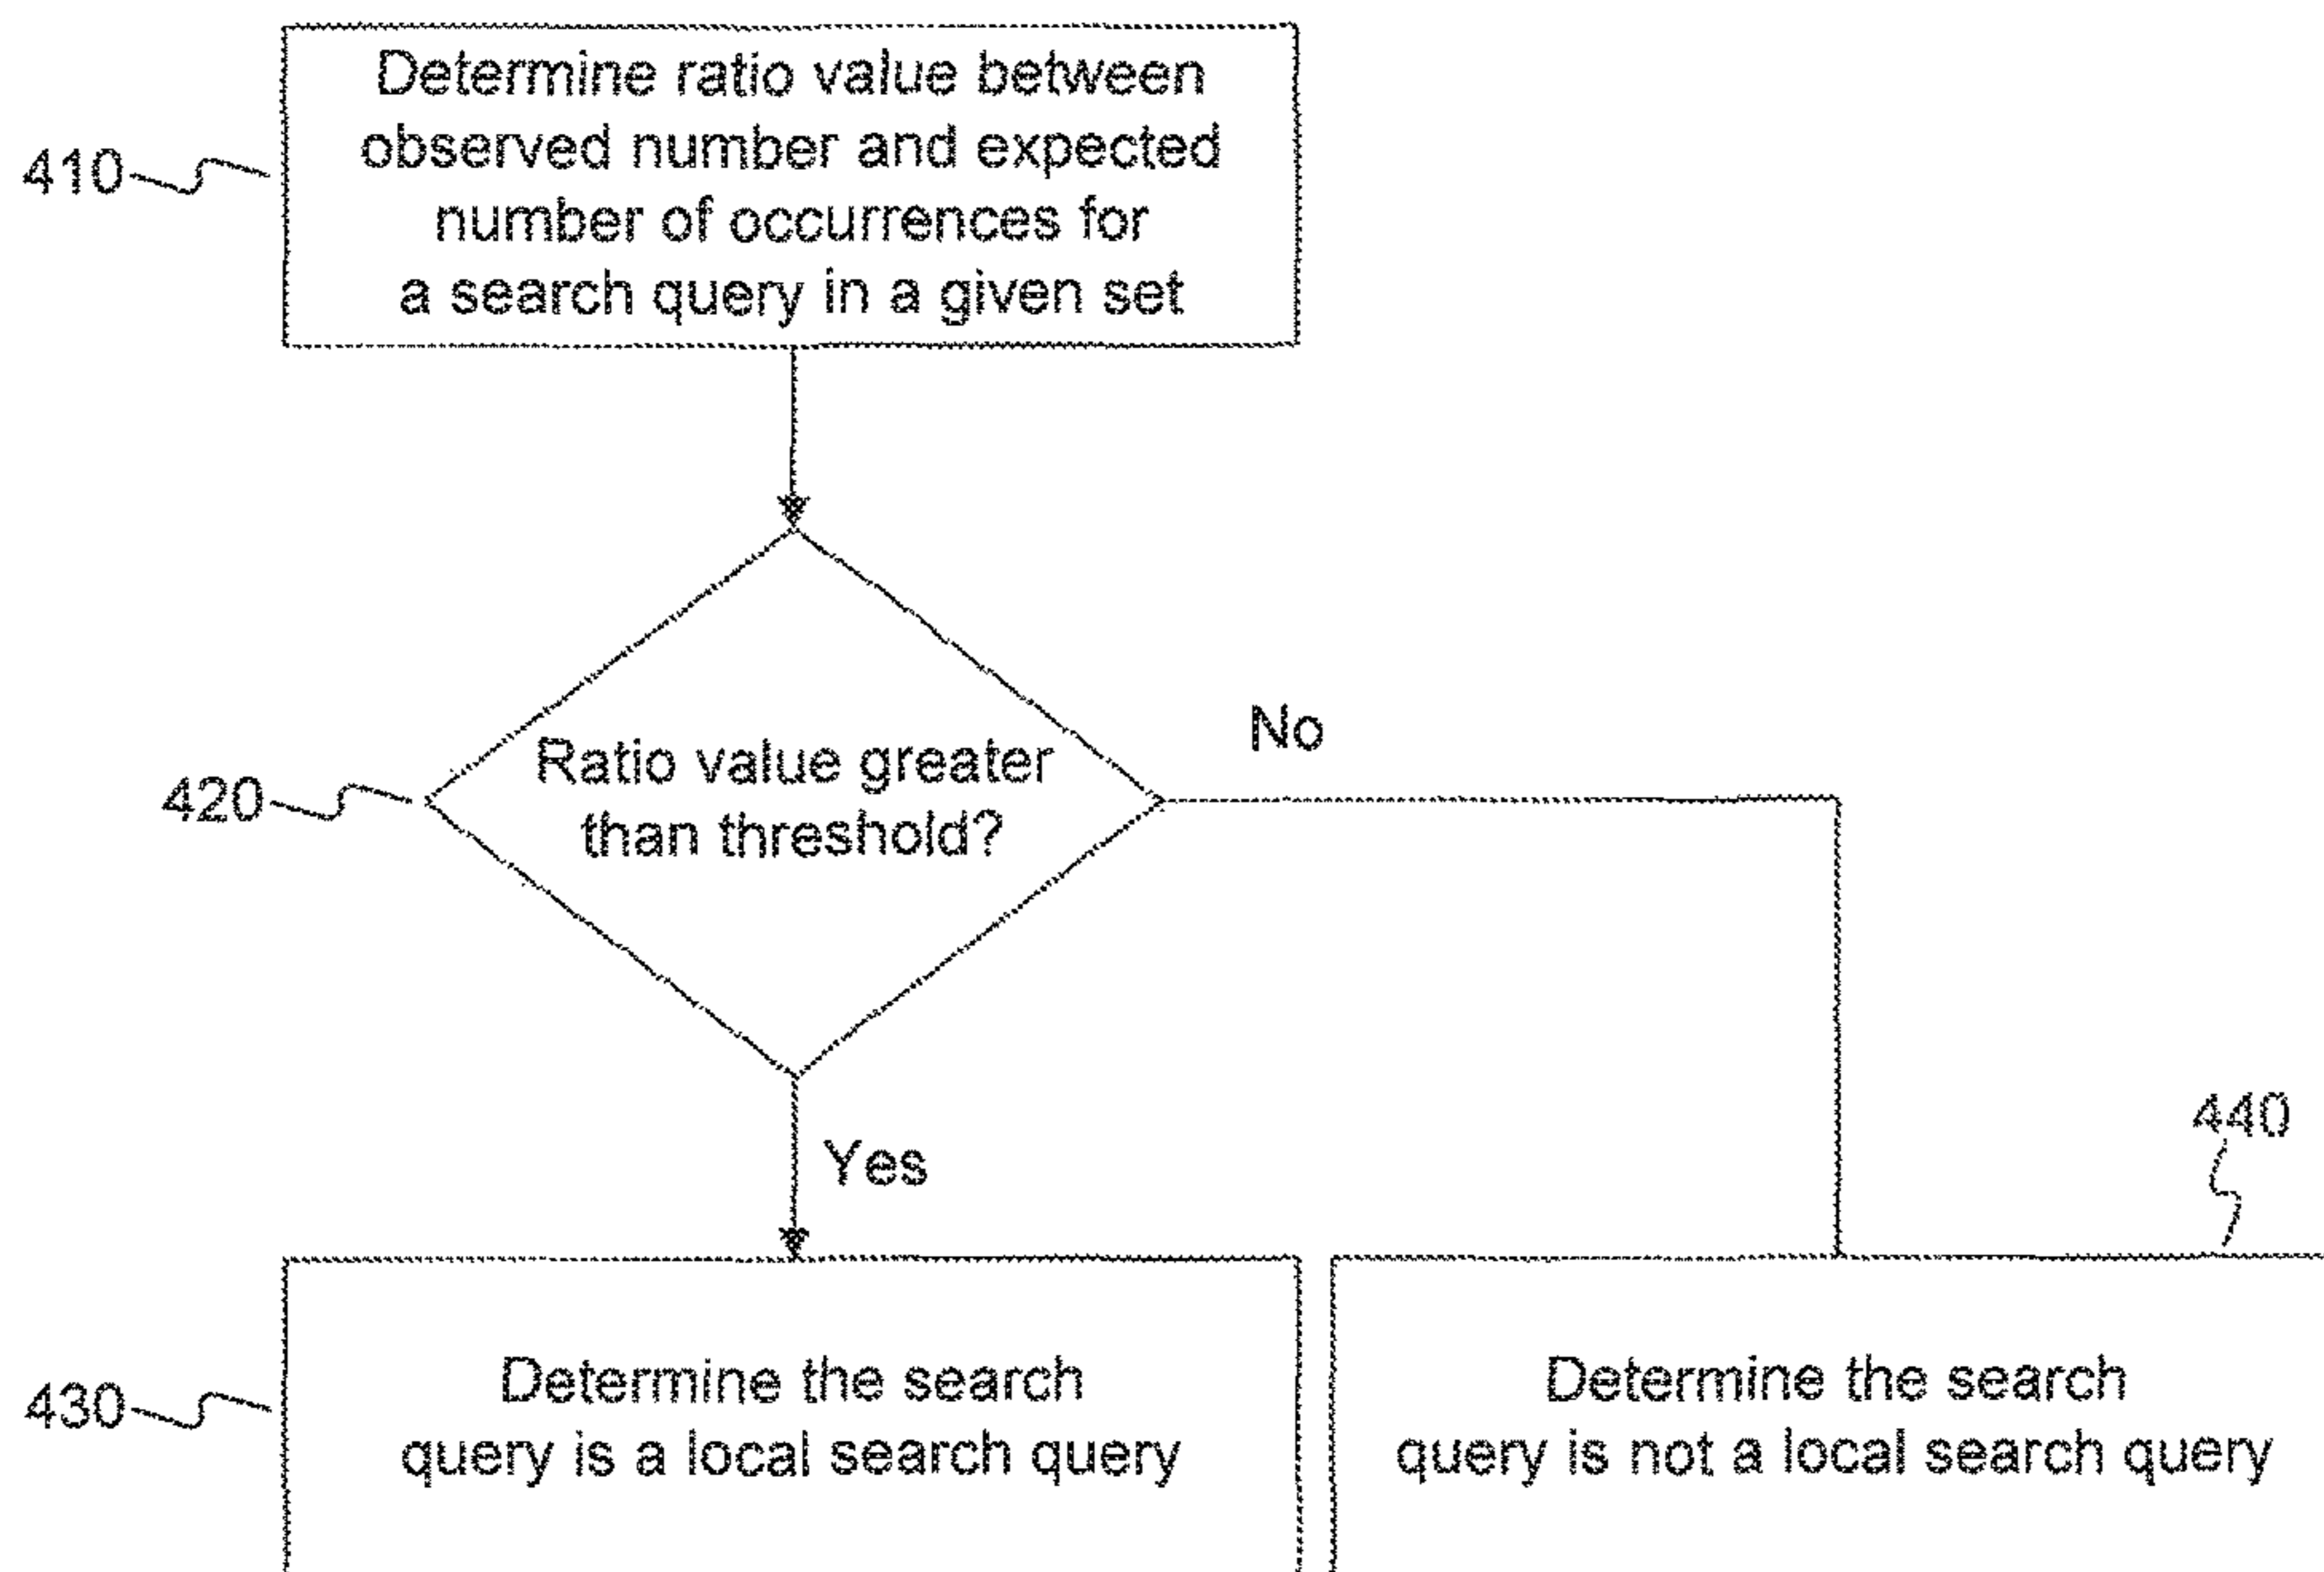 Determine ratio value between
observed number and expected
number of occurrences for
a search query in a given set
410
Ratio value greater
than threshold?
420
No
Yes
440
430
Determine the search
query is a local search query
Determine the search
query is not a local search query